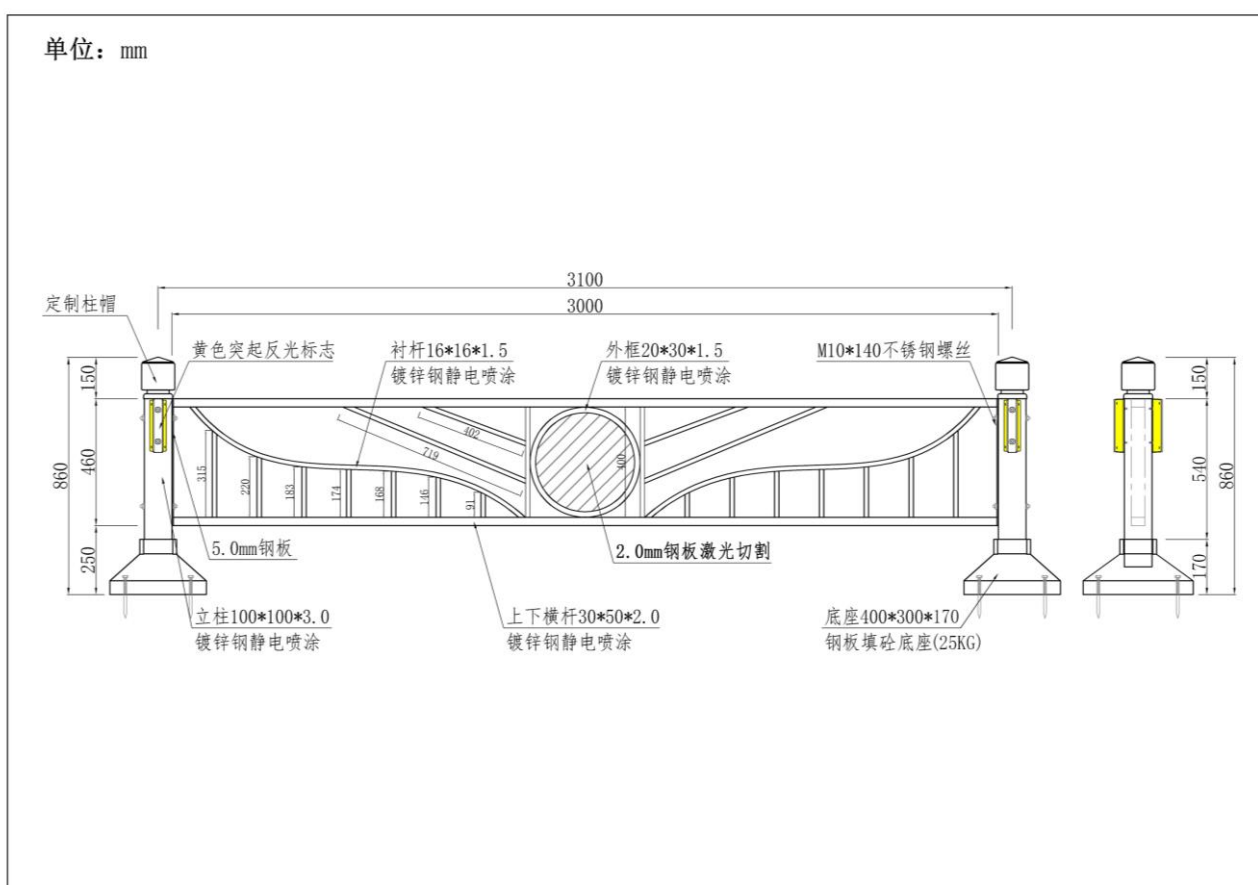 单位：mm
3100
3000
定制柱帽
黄色突起反光标志
衬杆16*16*1.5
镀锌钢静电喷涂
外框20*30*1.5
镀锌钢静电喷涂
M10*140不锈钢螺丝
150
460
860
250
150
540
860
170
402
719
400
315
220
183
174
168
146
91
5.0mm钢板
2.0mm钢板激光切割
立柱100*100*3.0
镀锌钢静电喷涂
上下横杆30*50*2.0
镀锌钢静电喷涂
底座400*300*170
钢板填砼底座(25KG)